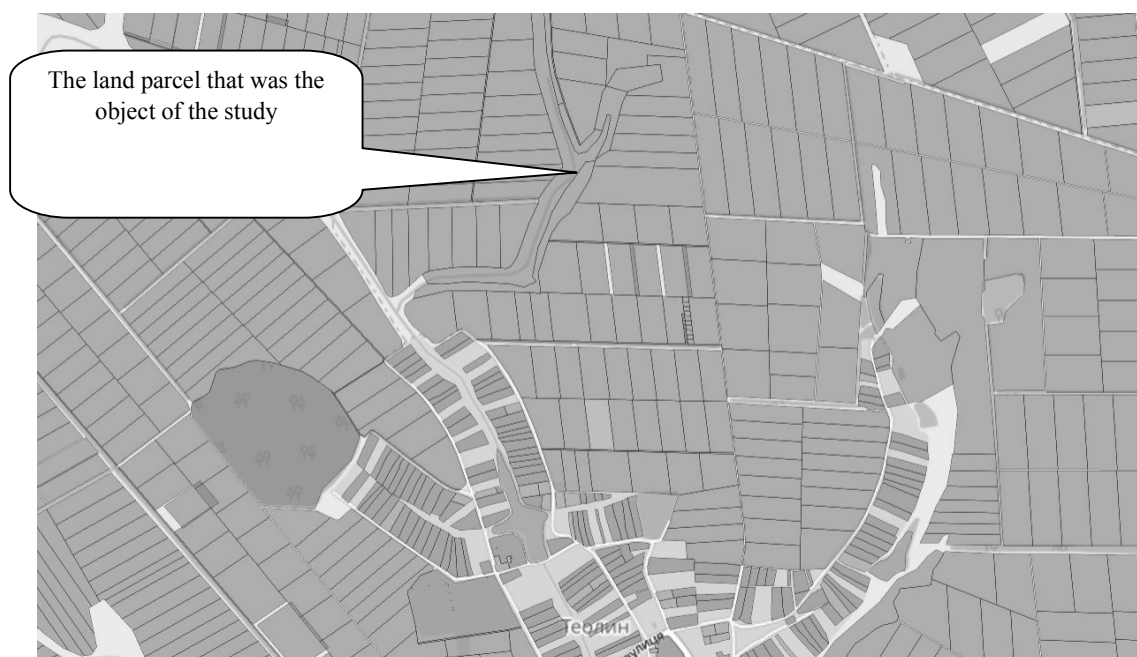 The land parcel that was the
object of the study
Теолин